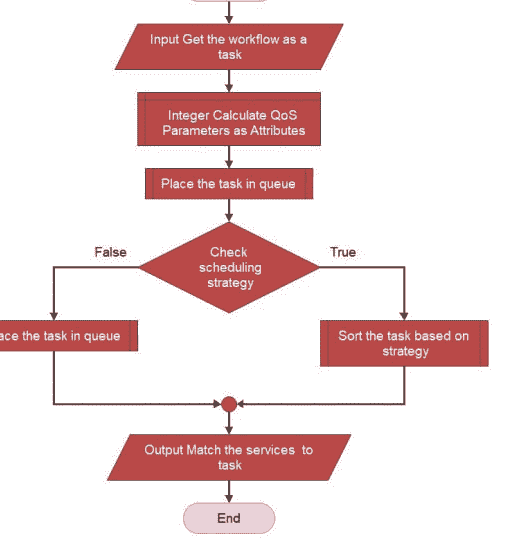 Input Get the workflow as a
task
Integer Calculate QoS
Parameters as Attributes
Place the task in queue
Check
scheduling
strategy
False
True
ace the task in queue
Sort the task based on
strategy
Output Match the services to
task
End